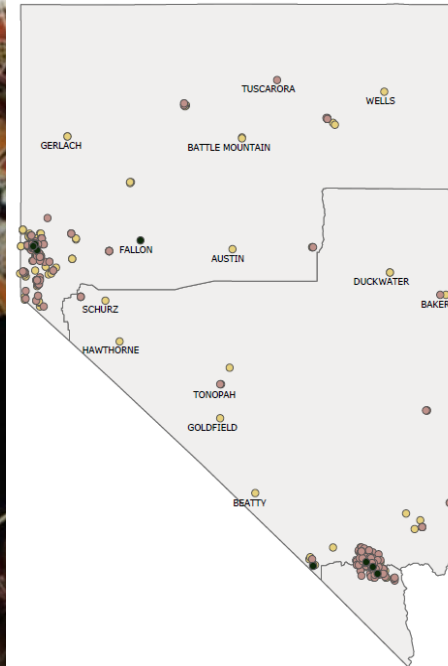 TUSCARORA
WELLS
GERLACH
BATTLE MOUNTAIN
FALLON
AUSTIN
DUCKWATER
BAKER
SCHURZ
HAWTHORNE
TONOPAH
GOLDFIELD
BEATTY